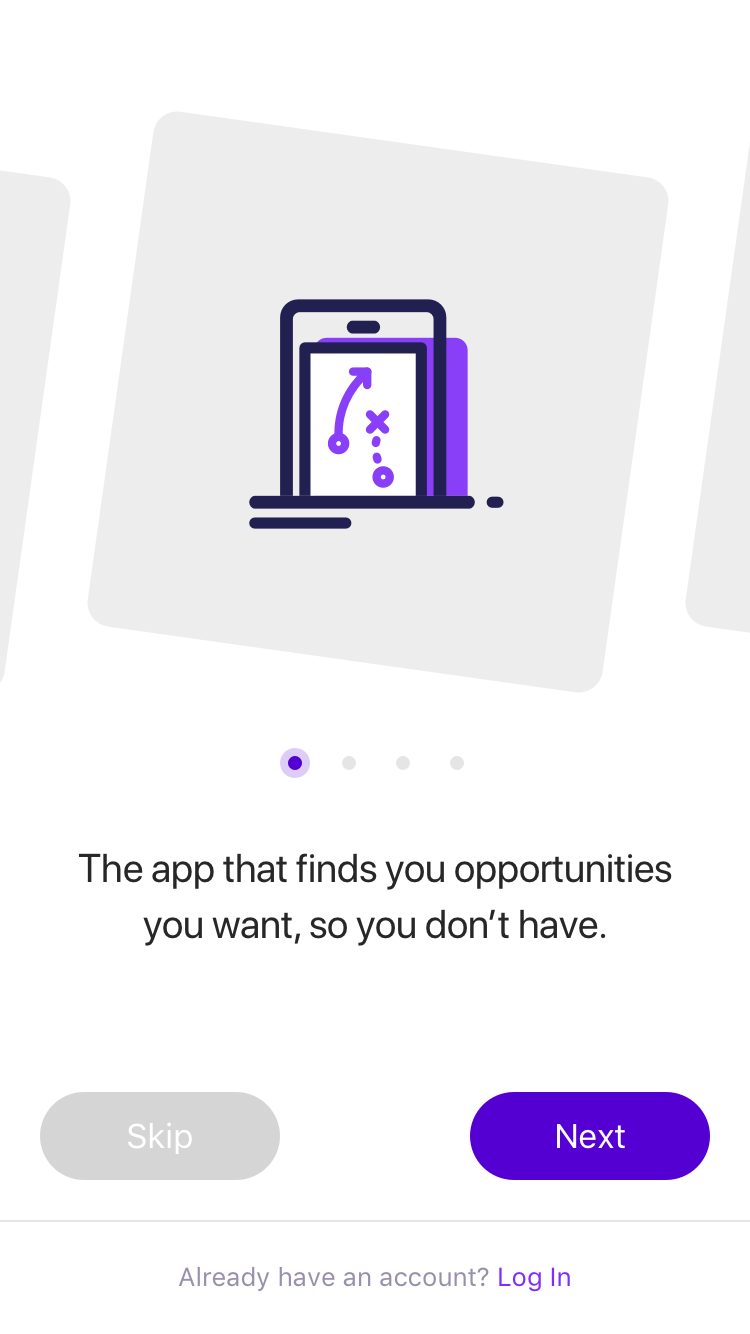 The app that finds you opportunities
you want, so you don’t have.
Skip
Next
Already have an account? Log In